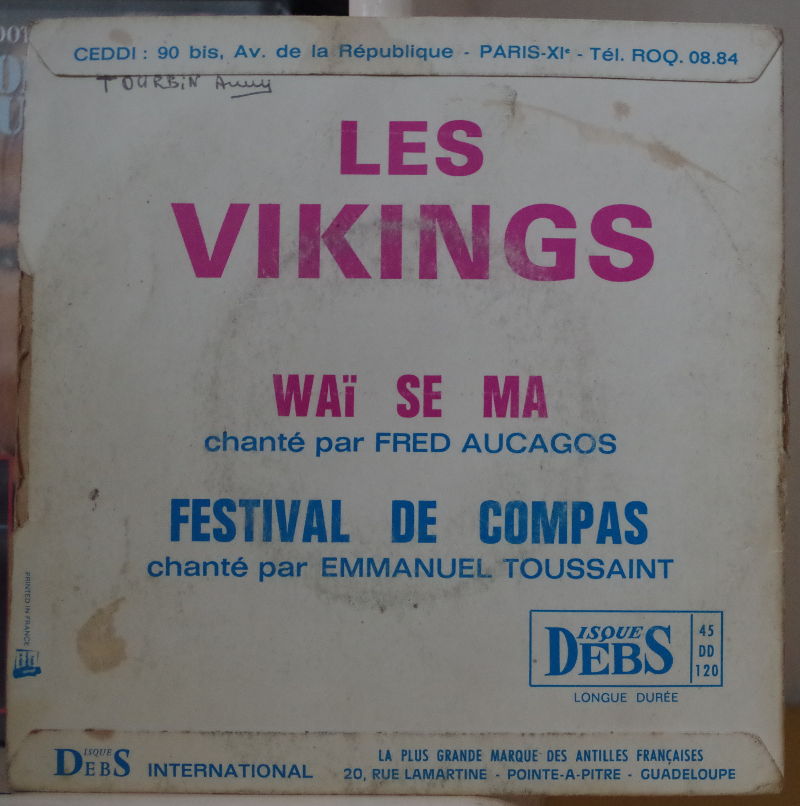 CEDDI : 90 bis, Av. de la République - PARIS-XIe - Tél. ROQ. 08.84
TOURBiN
LES
VIKINGS
WAï SE MA
chanté par FRED AUCAGOS
FESTIVAL DE COMPAS
chanté par EMMANUEL TOUSSAINT
PRINTED IN FRANCE
DISQUE DEBS
45
DD
120
LONGUE DURÉE
DISQUE DEBS INTERNATIONAL
LA PLUS GRANDE MARQUE DES ANTILLES FRANÇAISES
20, RUE LAMARTINE - POINTE-A-PITRE - GUADELOUPE